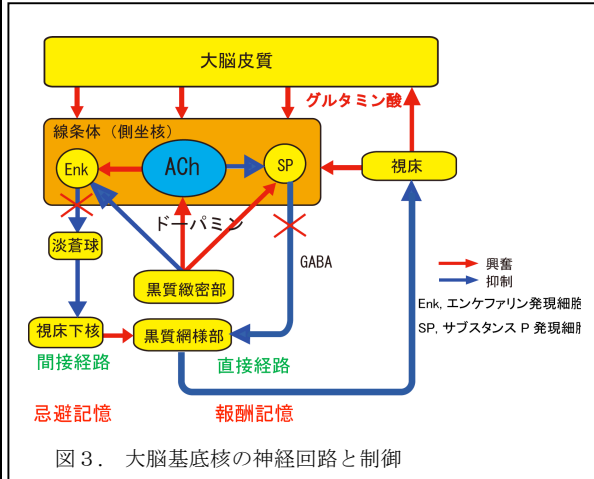 大脳皮質
グルタミン酸
線条体（側坐核）
Enk
ACh
SP
視床
ドーパミン
淡蒼球
GABA
黒質緻密部
興奮
抑制
Enk, エンケファリン発現細胞
SP, サブスタンス P 発現細胞
視床下核
黒質網様部
間接経路
直接経路
忌避記憶
報酬記憶
図３． 大脳基底核の神経回路と制御